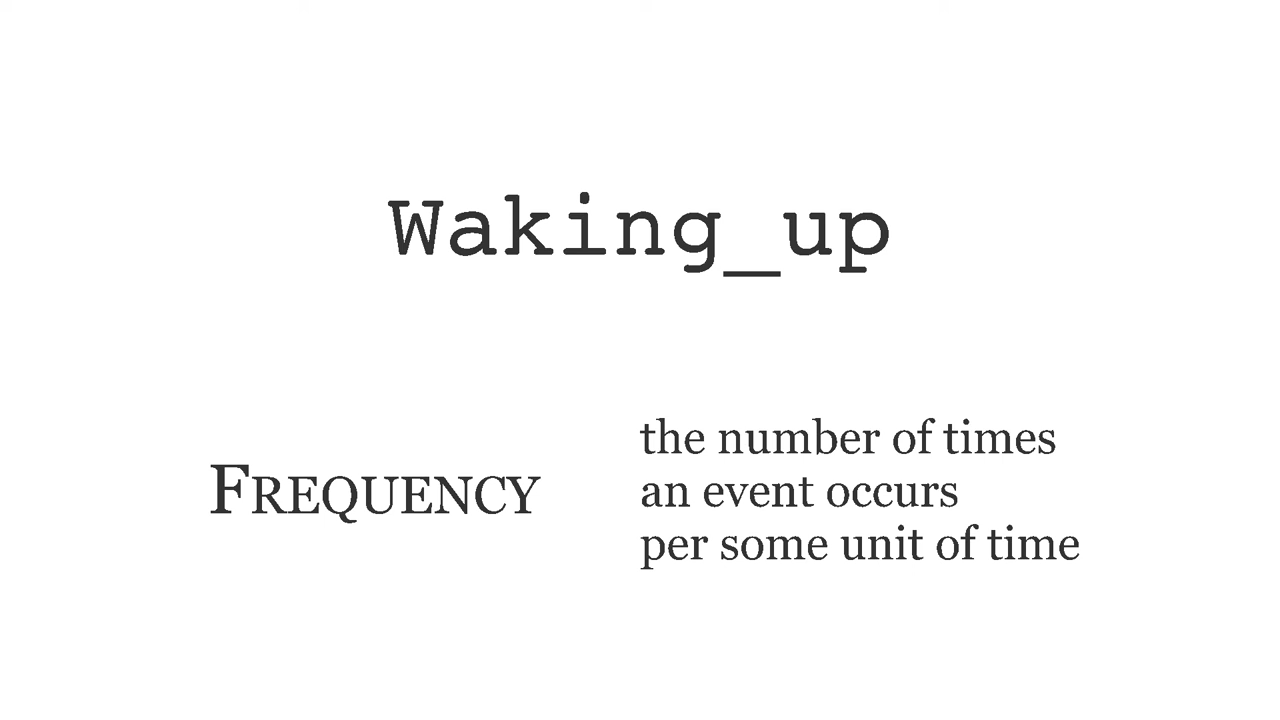 Waking_up
FREQUENCY
the number of times
an event occurs
per some unit of time